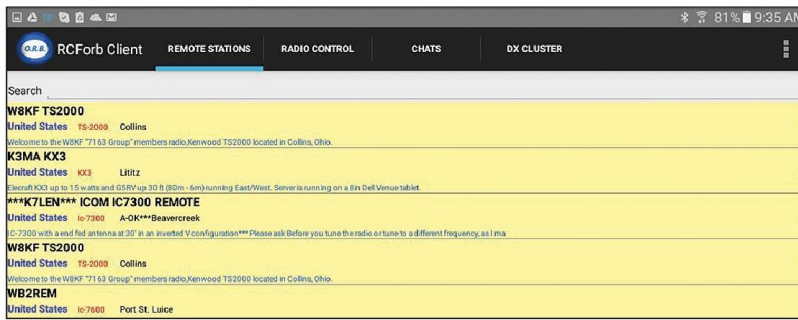 81% 9:35 AM
O.R.B. RCForb Client REMOTE STATIONS RADIO CONTROL CHATS DX CLUSTER
Search
W8KF TS2000
United States TS-2000 Collins
Welcome to the W8KF "7163 Group" members radio,Kenwood TS2000 located in Collins, Ohio.
K3MA KX3
United States KX3 Lititz
Elecraft KX3 up to 15 watts and G5RV up 30 ft (80m - 6m) running East/West. Server is running on a 8in Dell Venue tablet.
***K7LEN*** ICOM IC7300 REMOTE
United States Ic-7300 A-OK***Beavercreek
IC-7300 with a end fed antenna at 30' in an inverted V configuration*** Please ask Before you tune the radio or tune to a different frequency, as I ma
W8KF TS2000
United States TS-2000 Collins
Welcome to the W8KF "7163 Group" members radio,Kenwood TS2000 located in Collins, Ohio.
WB2REM
United States Ic-7600 Port St. Luice